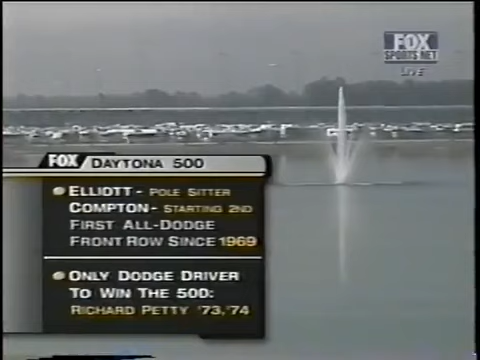 FOX
SPORTS NET
LIVE
FOX DAYTONA 500
ELLIOTT - POLE SITTER
COMPTON- STARTING 2ND
FIRST ALL-DODGE
FRONT ROW SINCE 1969
ONLY DODGE DRIVER
TO WIN THE 500:
RICHARD PETTY '73,'74